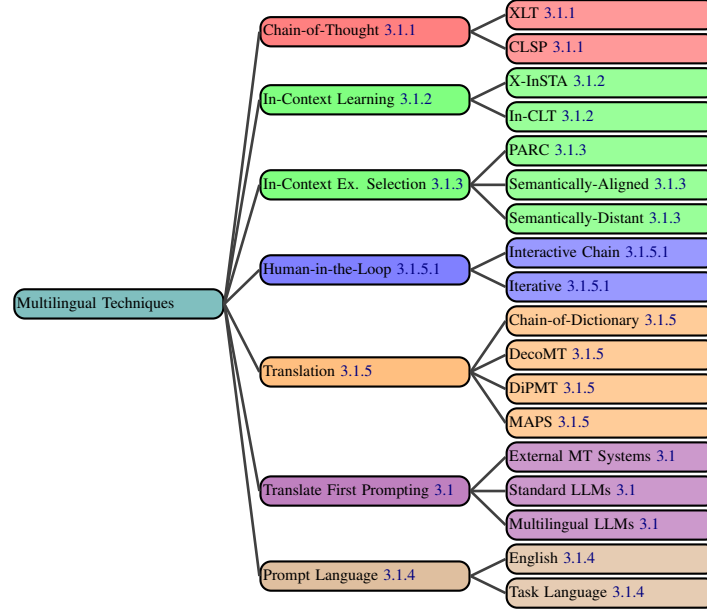 Multilingual Techniques
Chain-of-Thought 3.1.1
XLT 3.1.1
CLSP 3.1.1
In-Context Learning 3.1.2
X-InSTA 3.1.2
In-CLT 3.1.2
In-Context Ex. Selection 3.1.3
PARC 3.1.3
Semantically-Aligned 3.1.3
Semantically-Distant 3.1.3
Human-in-the-Loop 3.1.5.1
Interactive Chain 3.1.5.1
Iterative 3.1.5.1
Translation 3.1.5
Chain-of-Dictionary 3.1.5
DecoMT 3.1.5
DiPMT 3.1.5
MAPS 3.1.5
Translate First Prompting 3.1
External MT Systems 3.1
Standard LLMs 3.1
Multilingual LLMs 3.1
Prompt Language 3.1.4
English 3.1.4
Task Language 3.1.4